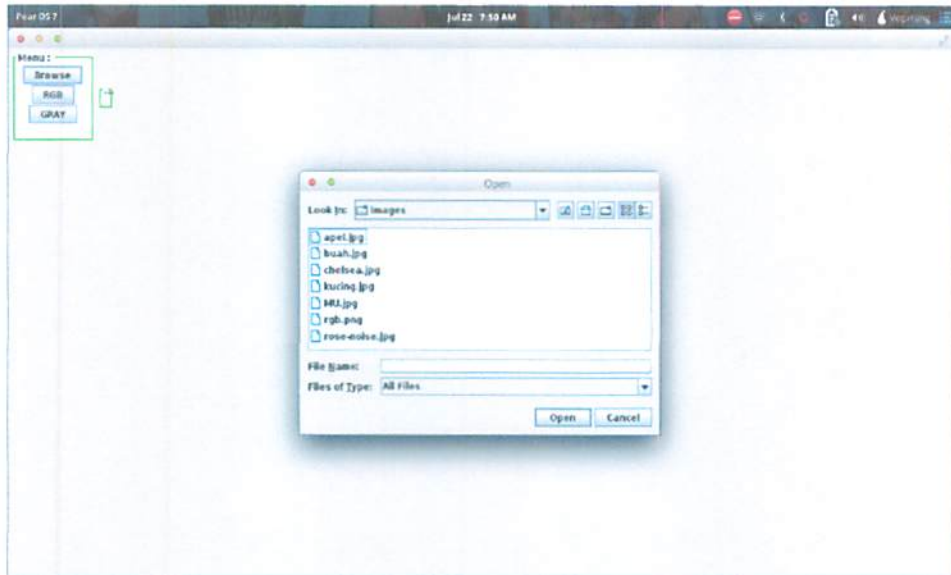 Pear OS 7 Jul 22 7:50 AM
Menu :
Browse
RGB
GRAY
Open
Look In: images
apel.jpg
buah.jpg
chelsea.jpg
kucing.jpg
MU.jpg
rgb.png
rose-noise.jpg
File Name:
Files of Type: All Files
Open Cancel